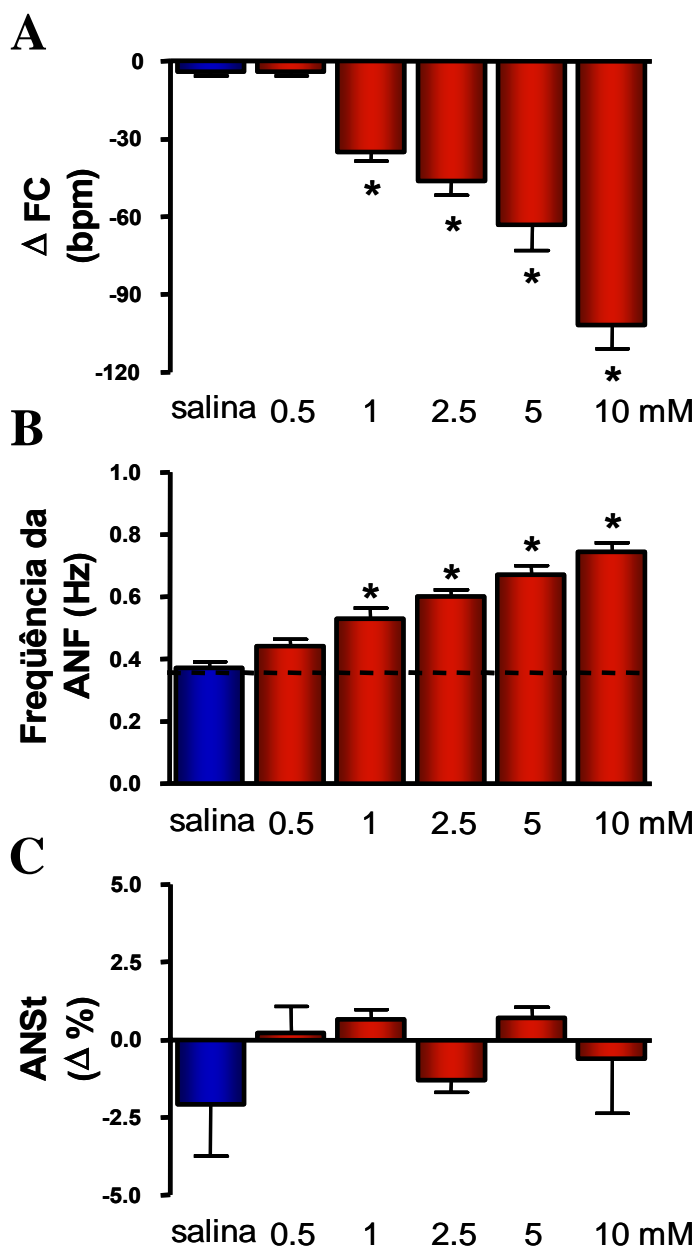 A
0
-30
-60
-90
-120
Δ FC
(bpm)
* * * *
salina 0.5 1 2.5 5 10 mM
B
1.0
0.8
0.6
0.4
0.2
0.0
Freqüência da
ANF (Hz)
* * * *
salina 0.5 1 2.5 5 10 mM
C
5.0
2.5
0.0
-2.5
-5.0
ANSt
(Δ %)
salina 0.5 1 2.5 5 10 mM